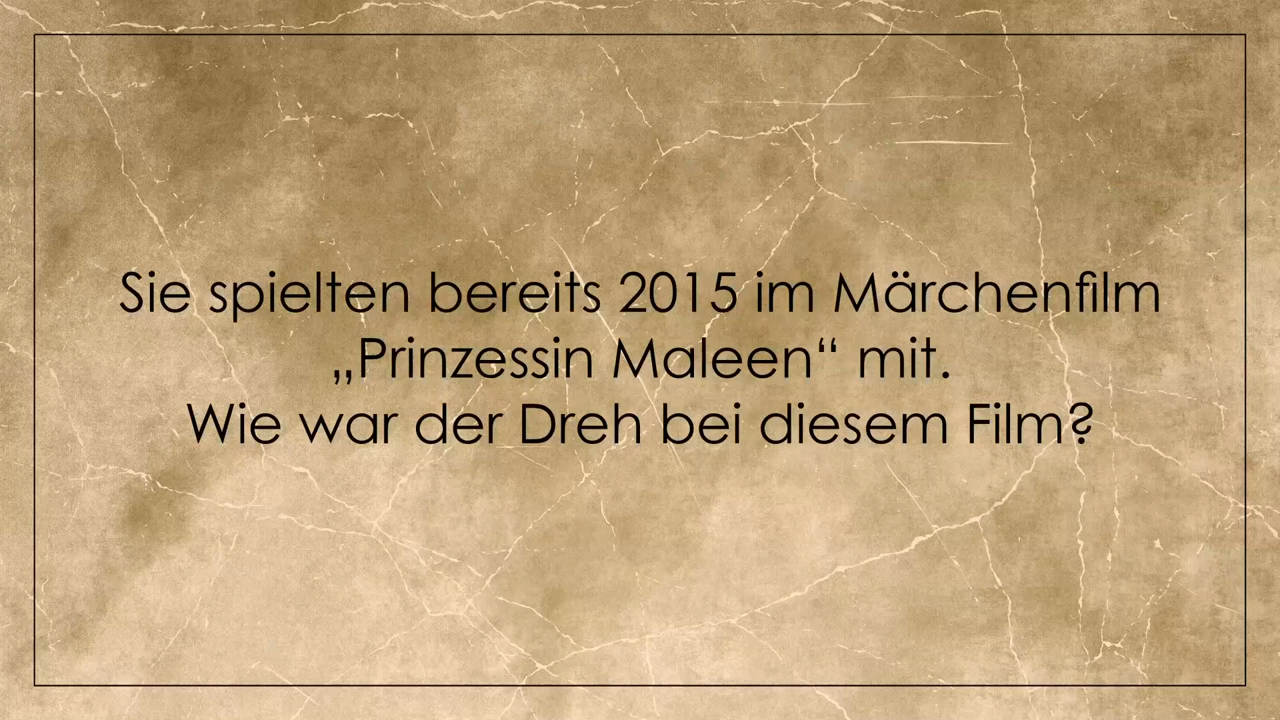 Sie spielten bereits 2015 im Märchenfilm
„Prinzessin Maleen“ mit.
Wie war der Dreh bei diesem Film?